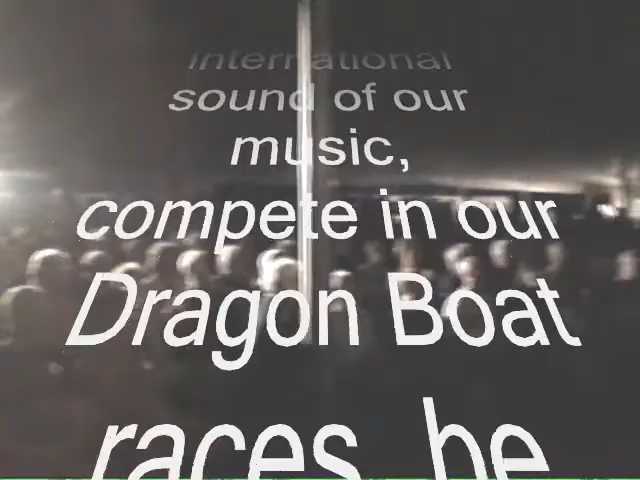 international
sound of our
music,
compete in our
Dragon Boat
races, be